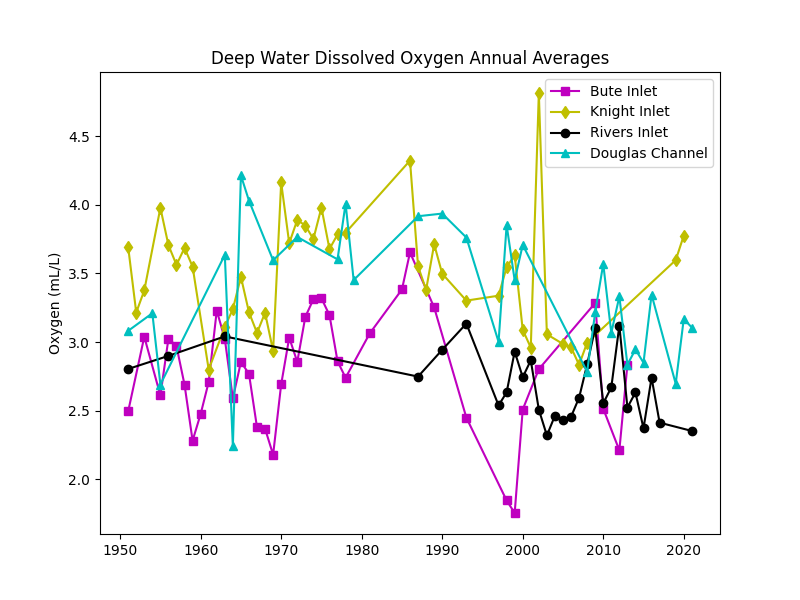 Deep Water Dissolved Oxygen Annual Averages
Bute Inlet
Knight Inlet
Rivers Inlet
Douglas Channel
Oxygen (mL/L)
4.5
4.0
3.5
3.0
2.5
2.0
1950 1960 1970 1980 1990 2000 2010 2020